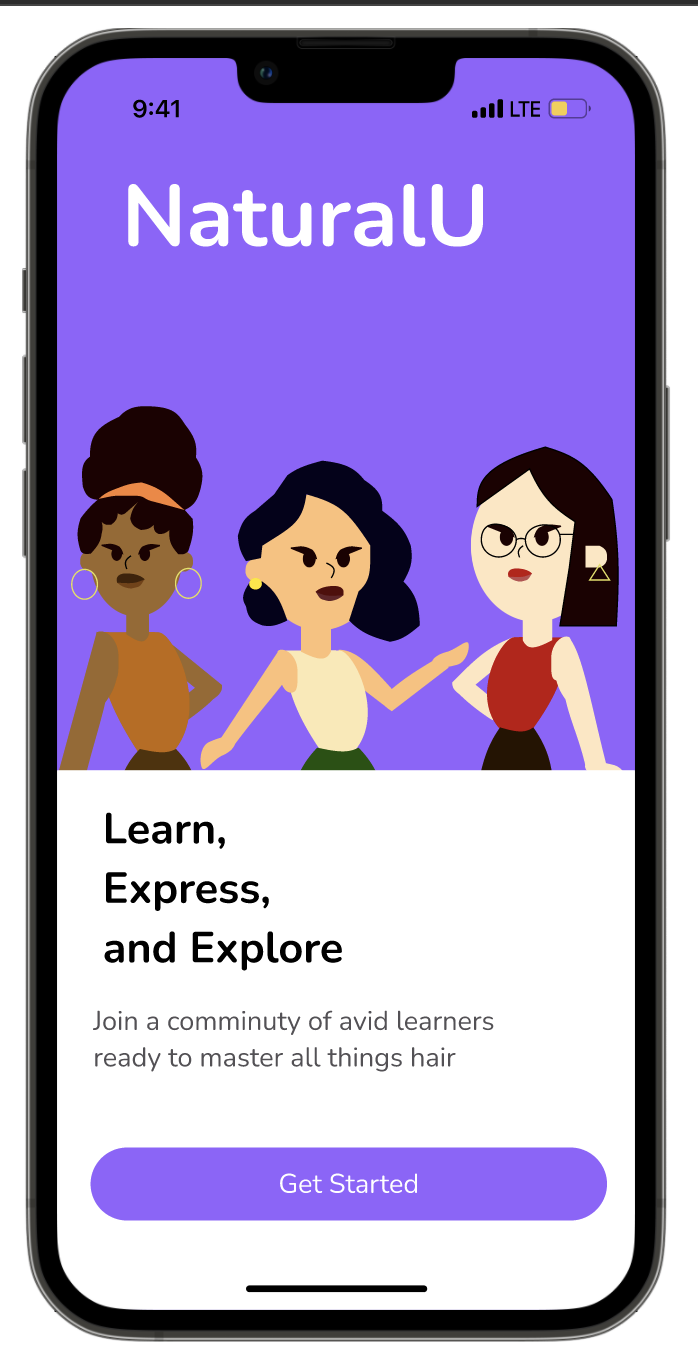 9:41 LTE
NaturalU
Learn,
Express,
and Explore
Join a comminuty of avid learners
ready to master all things hair
Get Started